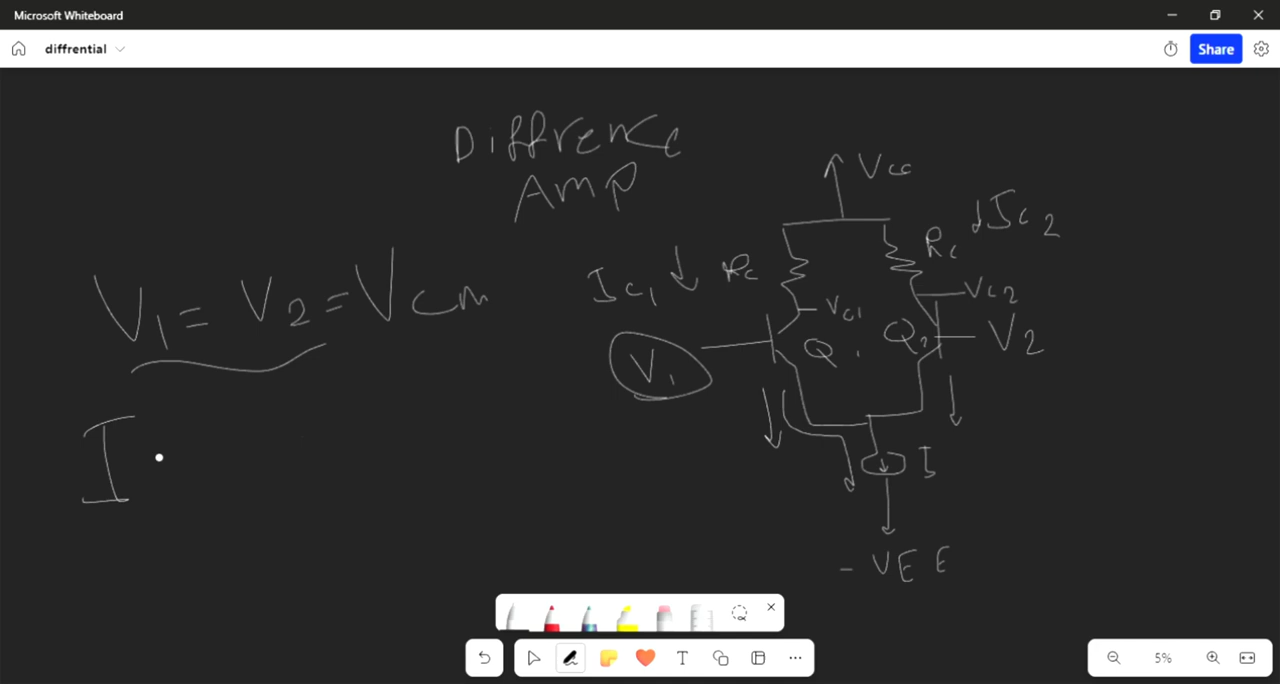 Microsoft Whiteboard
diffrential
Share
Diffrence
Amp
Vcc
Ic2
Rc
Ic1
Rc
V1 = V2 = Vcm
Vc1
Vc2
Q1
Q2
V2
V1
I
I
- VEE
5%